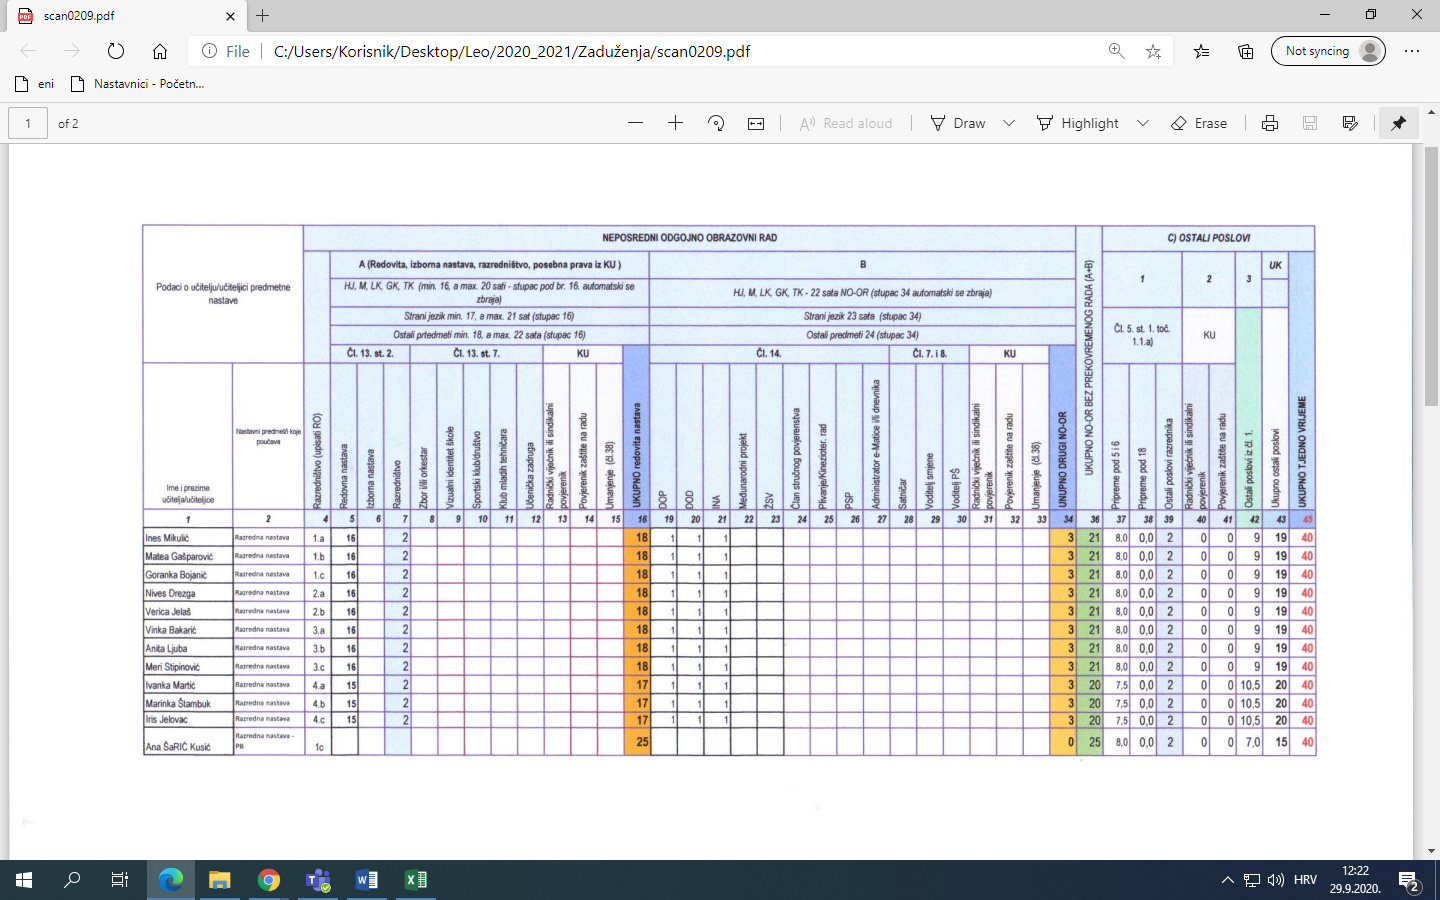 scan0209.pdf
File C:/Users/Korisnik/Desktop/Leo/2020_2021/Zaduženja/scan0209.pdf Not syncing
eni Nastavnici - Početn...
1 of 2 Read aloud Draw Highlight Erase
NEPOSREDNI ODGOJNO OBRAZOVNI RAD C) OSTALI POSLOVI
Podaci o učitelju/učiteljici predmetne nastave
A (Redovita, izborna nastava, razredništvo, posebna prava iz KU ) B 1 2 3 UK
HJ, M, LK, GK, TK (min. 16, a max. 20 sati - stupac pod br. 16. automatski se zbraja) HJ, M, LK, GK, TK - 22 sata NO-OR (stupac 34 automatski se zbraja)
Strani jezik min. 17, a max. 21 sat (stupac 16) Strani jezik 23 sata (stupac 34)
Ostali prtedmeti min. 18, a max. 22 sata (stupac 16) Ostali predmeti 24 (stupac 34)
Čl. 5. st. 1. toč. 1.1.a) KU
Čl. 13. st. 2. Čl. 13. st. 7. KU Čl. 14. Čl. 7. i 8. KU
Ime i prezime učitelja/učiteljice
Nastavni predmet/i koje poučava
Razredništvo (upisati RO)
Redovna nastava
Izborna nastava
Razredništvo
Zbor i/ili orkestar
Vizualni identitet škole
Sportski klub/društvo
Klub mladih tehničara
Učenička zadruga
Radnički vijećnik ili sindikalni povjerenik
Povjerenik zaštite na radu
Umanjenje (čl.38)
UKUPNO redovita nastava
DOP
DOD
INA
Međunarodni projekt
ŽSV
Član stručnog povjerenstva
Plivanje/Kinezioter. rad
PSP
Administrator e-Matice i/li dnevnika
Satničar
Voditelj smjene
Voditelj PŠ
Radnički vijećnik ili sindikalni povjerenik
Povjerenik zaštite na radu
Umanjenje (čl.38)
UNUPNO DRUGI NO-OR
UKUPNO NO-OR BEZ PREKOVREMENOG RADA (A+B)
Pripreme pod 5 i 6
Pripreme pod 18
Ostali poslovi razrednika
Radnički vijećnik ili sindikalni povjerenik
Povjerenik zaštite na radu
Ostali poslovi iz čl. 1.
Ukupno ostali poslovi
UKUPNO TJEDNO VRIJEME
1 2 4 5 6 7 8 9 10 11 12 13 14 15 16 19 20 21 22 23 24 25 26 27 28 29 30 31 32 33 34 36 37 38 39 40 41 42 43 45
Ines Mikulić Razredna nastava 1.a 16 2 18 1 1 1 3 21 8,0 0,0 2 0 0 9 19 40
Matea Gašparović Razredna nastava 1.b 16 2 18 1 1 1 3 21 8,0 0,0 2 0 0 9 19 40
Goranka Bojanić Razredna nastava 1.c 16 2 18 1 1 1 3 21 8,0 0,0 2 0 0 9 19 40
Nives Drezga Razredna nastava 2.a 16 2 18 1 1 1 3 21 8,0 0,0 2 0 0 9 19 40
Verica Jelaš Razredna nastava 2.b 16 2 18 1 1 1 3 21 8,0 0,0 2 0 0 9 19 40
Vinka Bakarić Razredna nastava 3.a 16 2 18 1 1 1 3 21 8,0 0,0 2 0 0 9 19 40
Anita Ljuba Razredna nastava 3.b 16 2 18 1 1 1 3 21 8,0 0,0 2 0 0 9 19 40
Meri Stipinović Razredna nastava 3.c 16 2 18 1 1 1 3 21 8,0 0,0 2 0 0 9 19 40
Ivanka Martić Razredna nastava 4.a 15 2 17 1 1 1 3 20 7,5 0,0 2 0 0 10,5 20 40
Marinka Štambuk Razredna nastava 4.b 15 2 17 1 1 1 3 20 7,5 0,0 2 0 0 10,5 20 40
Iris Jelovac Razredna nastava 4.c 15 2 17 1 1 1 3 20 7,5 0,0 2 0 0 10,5 20 40
Ana ŠaRIĆ Kusić Razredna nastava - PB 1c 25 0 25 8,0 0,0 2 0 0 7,0 15 40
HRV 12:22
29.9.2020. 2